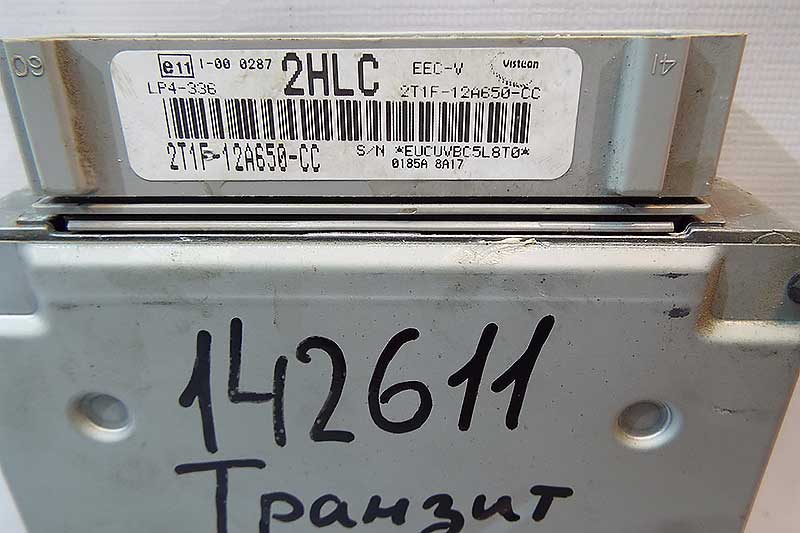 60
e11 I-00 0287 2HLC EEC-V Visteon
LP4-336 2T1F-12A650-CC
2T1F-12A650-CC S/N *EUCUWBC5L8T0*
0185A 8A17
41
142611
Транзит